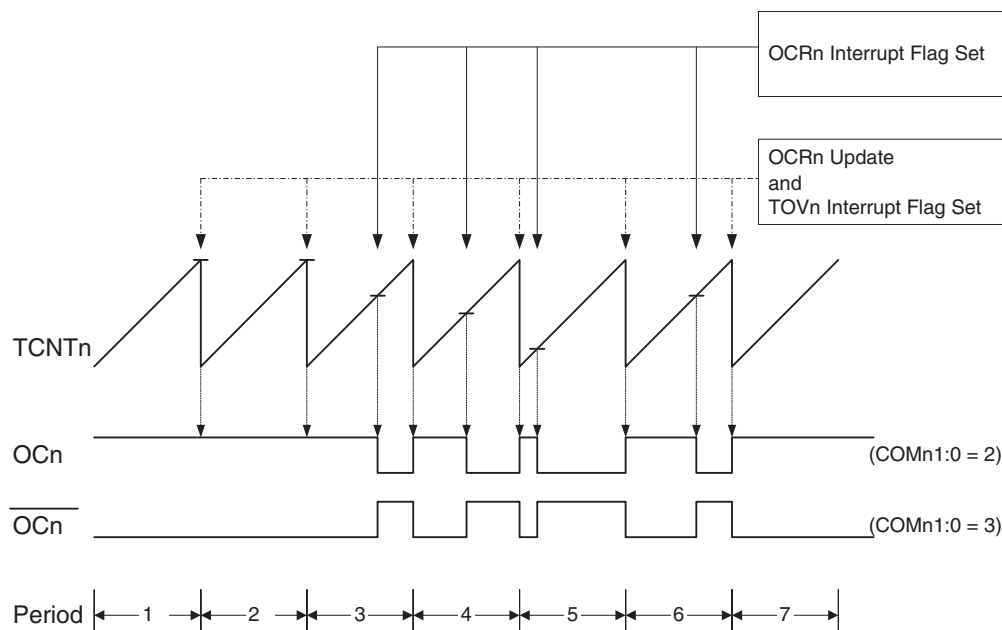 OCRn Interrupt Flag Set
OCRn Update
and
TOVn Interrupt Flag Set
TCNTn
OCn
(COMn1:0 = 2)
OCn
(COMn1:0 = 3)
Period 1 2 3 4 5 6 7